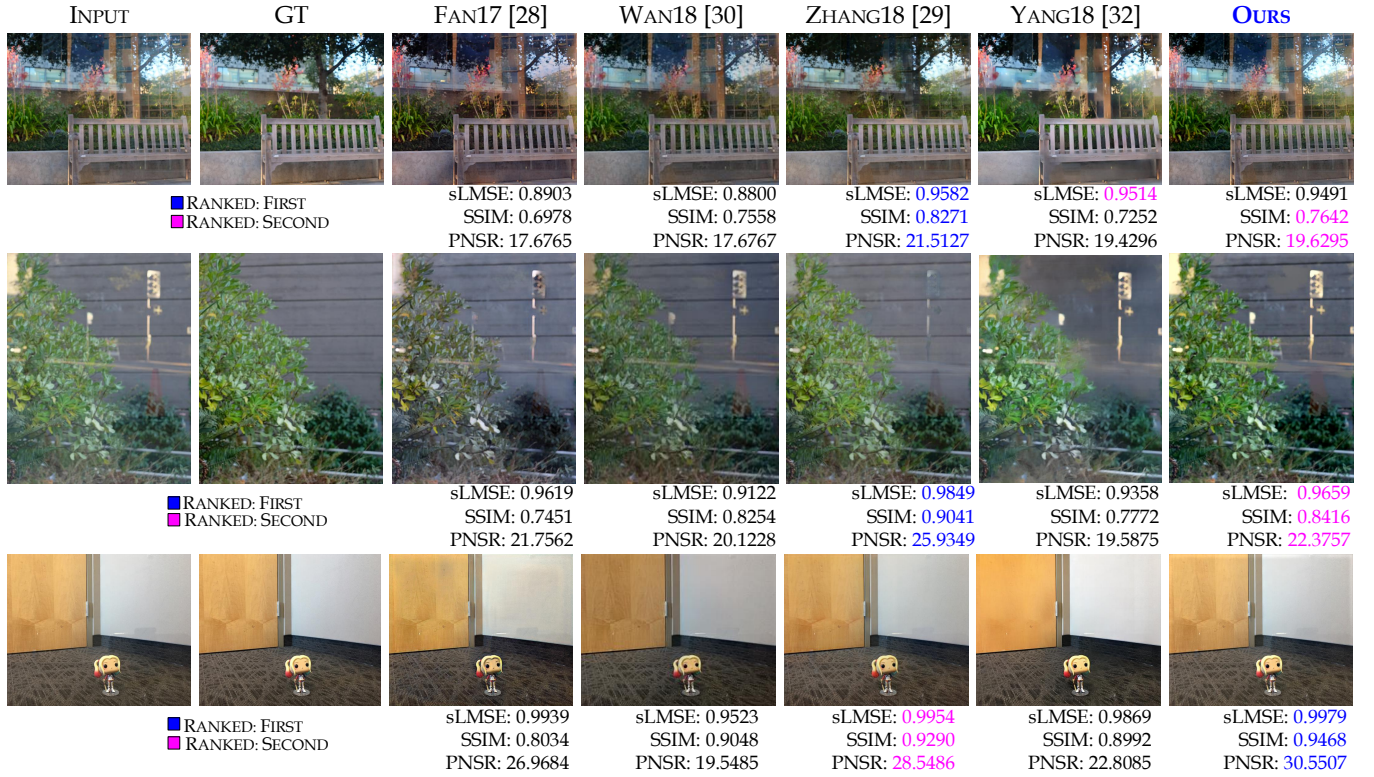 INPUT GT FAN17 [28] WAN18 [30] ZHANG18 [29] YANG18 [32] OURS
sLMSE: 0.8903 sLMSE: 0.8800 sLMSE: 0.9582 sLMSE: 0.9514 sLMSE: 0.9491
RANKED: FIRST
SSIM: 0.6978 SSIM: 0.7558 SSIM: 0.8271 SSIM: 0.7252 SSIM: 0.7642
RANKED: SECOND
PNSR: 17.6765 PNSR: 17.6767 PNSR: 21.5127 PNSR: 19.4296 PNSR: 19.6295
sLMSE: 0.9619 sLMSE: 0.9122 sLMSE: 0.9849 sLMSE: 0.9358 sLMSE: 0.9659
RANKED: FIRST
SSIM: 0.7451 SSIM: 0.8254 SSIM: 0.9041 SSIM: 0.7772 SSIM: 0.8416
RANKED: SECOND
PNSR: 21.7562 PNSR: 20.1228 PNSR: 25.9349 PNSR: 19.5875 PNSR: 22.3757
sLMSE: 0.9939 sLMSE: 0.9523 sLMSE: 0.9954 sLMSE: 0.9869 sLMSE: 0.9979
RANKED: FIRST
SSIM: 0.8034 SSIM: 0.9048 SSIM: 0.9290 SSIM: 0.8992 SSIM: 0.9468
RANKED: SECOND
PNSR: 26.9684 PNSR: 19.5485 PNSR: 28.5486 PNSR: 22.8085 PNSR: 30.5507